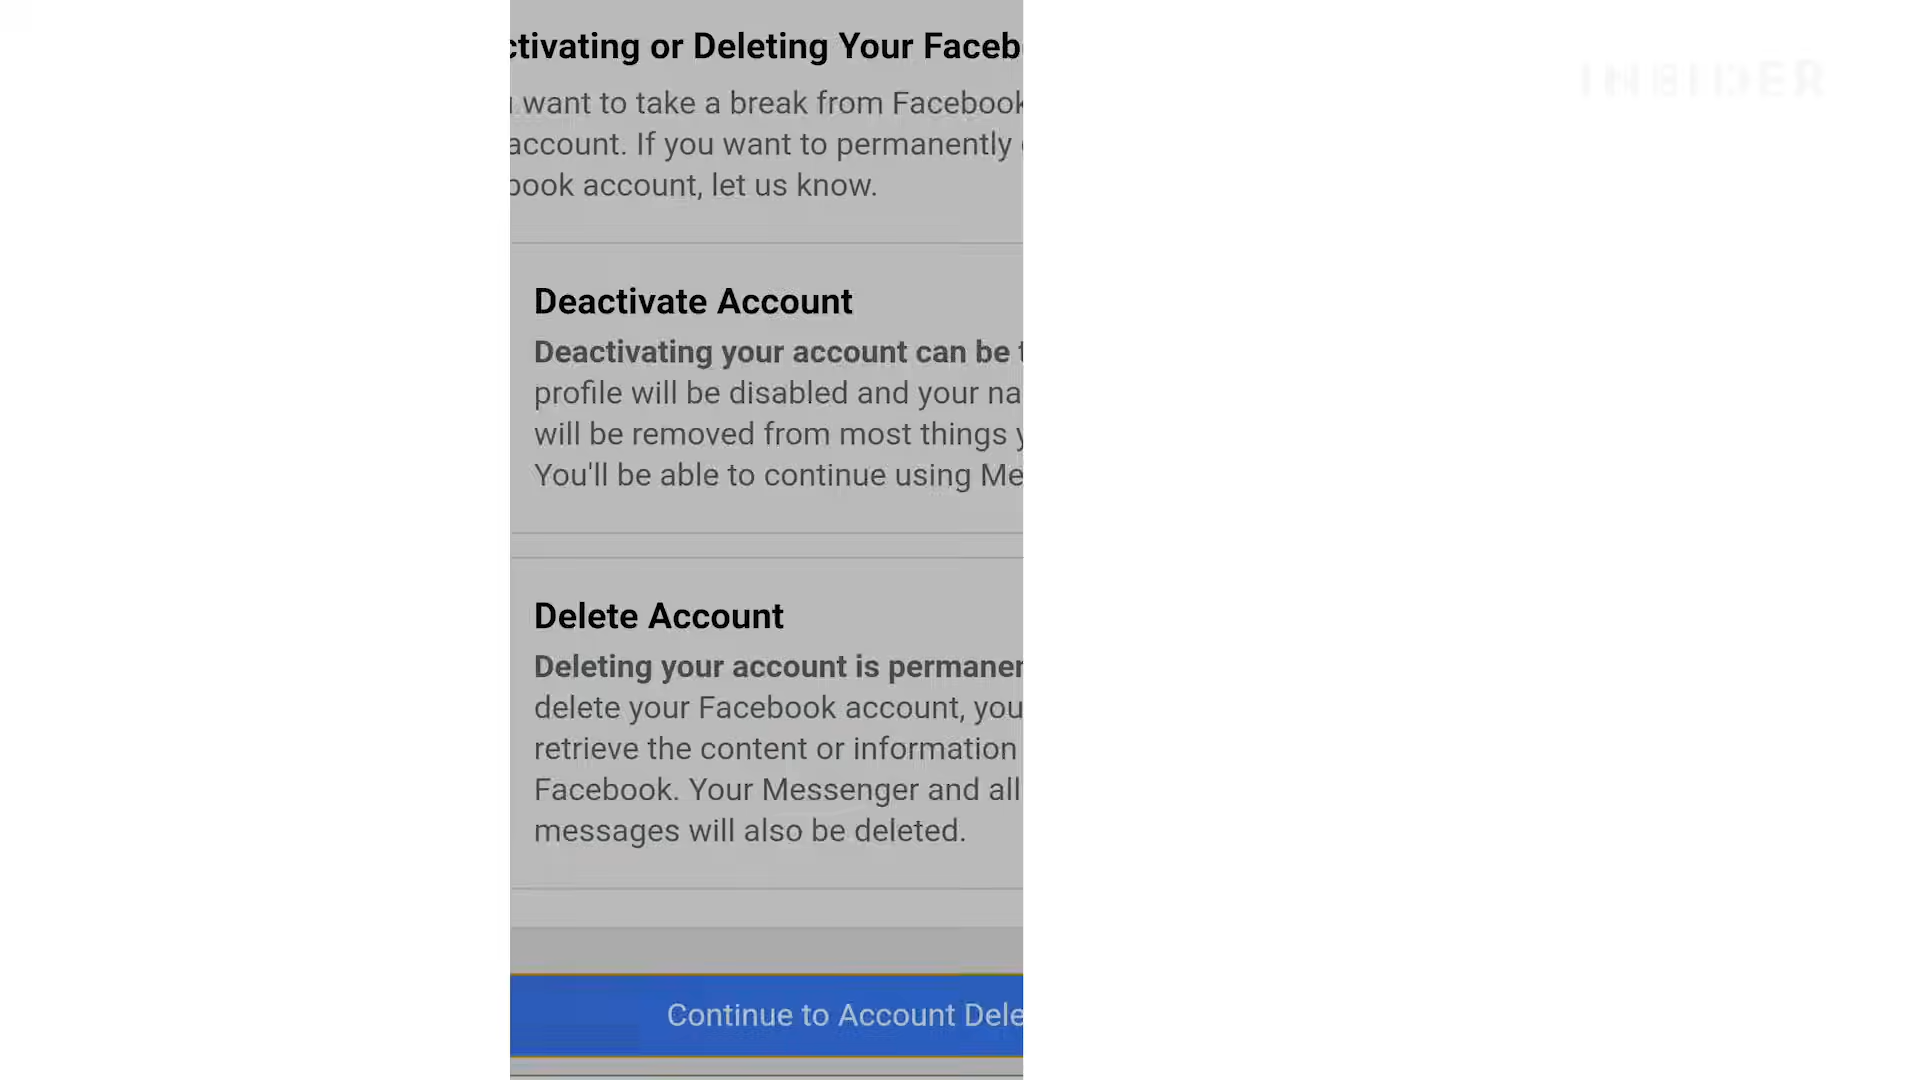 ctivating or Deleting Your Faceb
want to take a break from Facebook
account. If you want to permanently
book account, let us know.
Deactivate Account
Deactivating your account can be
profile will be disabled and your na
will be removed from most things y
You'll be able to continue using Me
Delete Account
Deleting your account is permanen
delete your Facebook account, you
retrieve the content or information
Facebook. Your Messenger and all
messages will also be deleted.
Continue to Account Dele
INSIDER